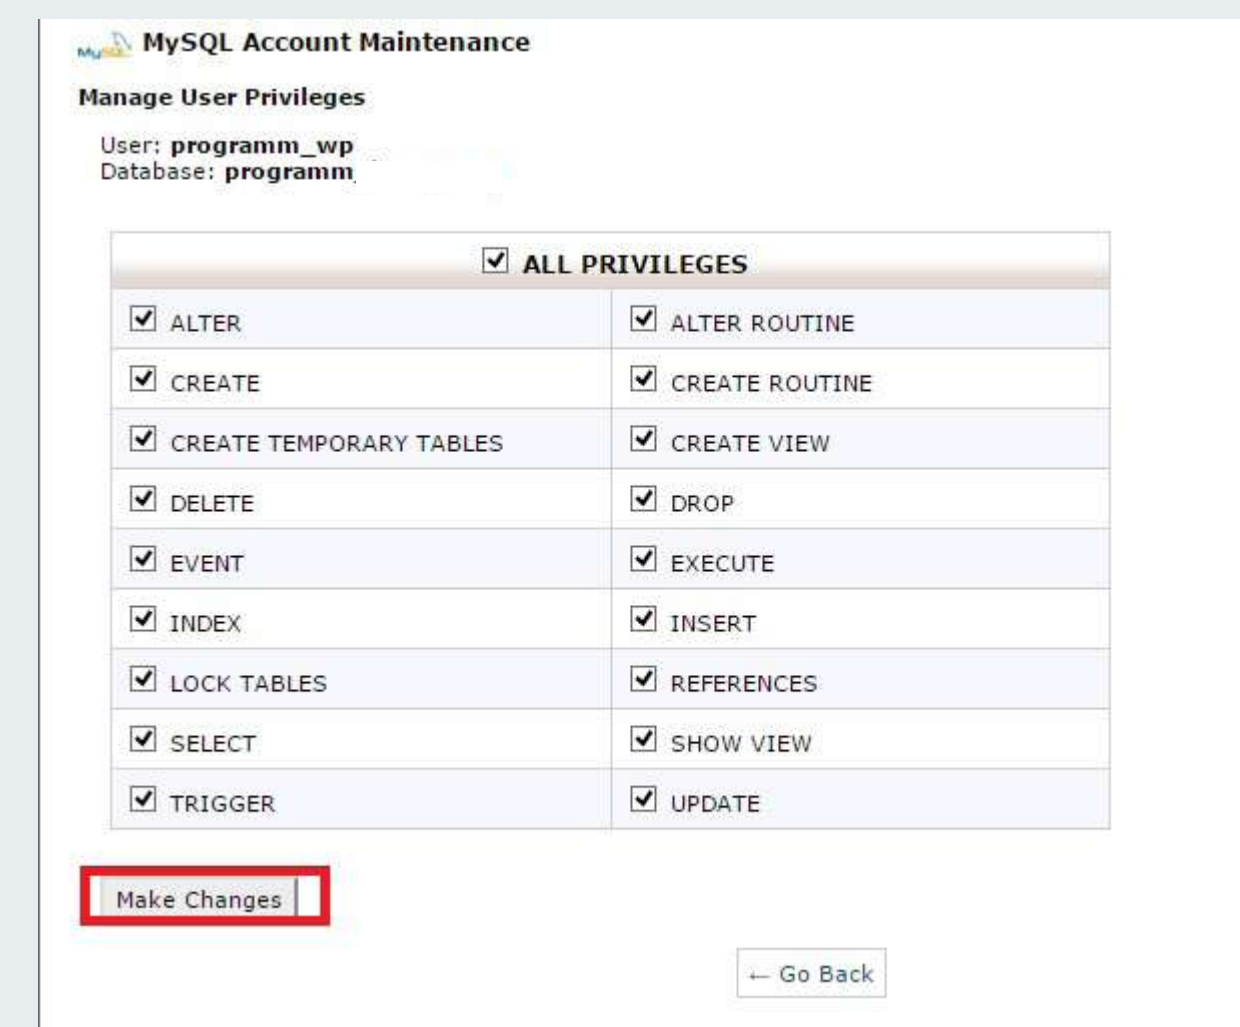 MySQL Account Maintenance
Manage User Privileges
User: programm_wp
Database: programm_
ALL PRIVILEGES
ALTER
ALTER ROUTINE
CREATE
CREATE ROUTINE
CREATE TEMPORARY TABLES
CREATE VIEW
DELETE
DROP
EVENT
EXECUTE
INDEX
INSERT
LOCK TABLES
REFERENCES
SELECT
SHOW VIEW
TRIGGER
UPDATE
Make Changes
← Go Back